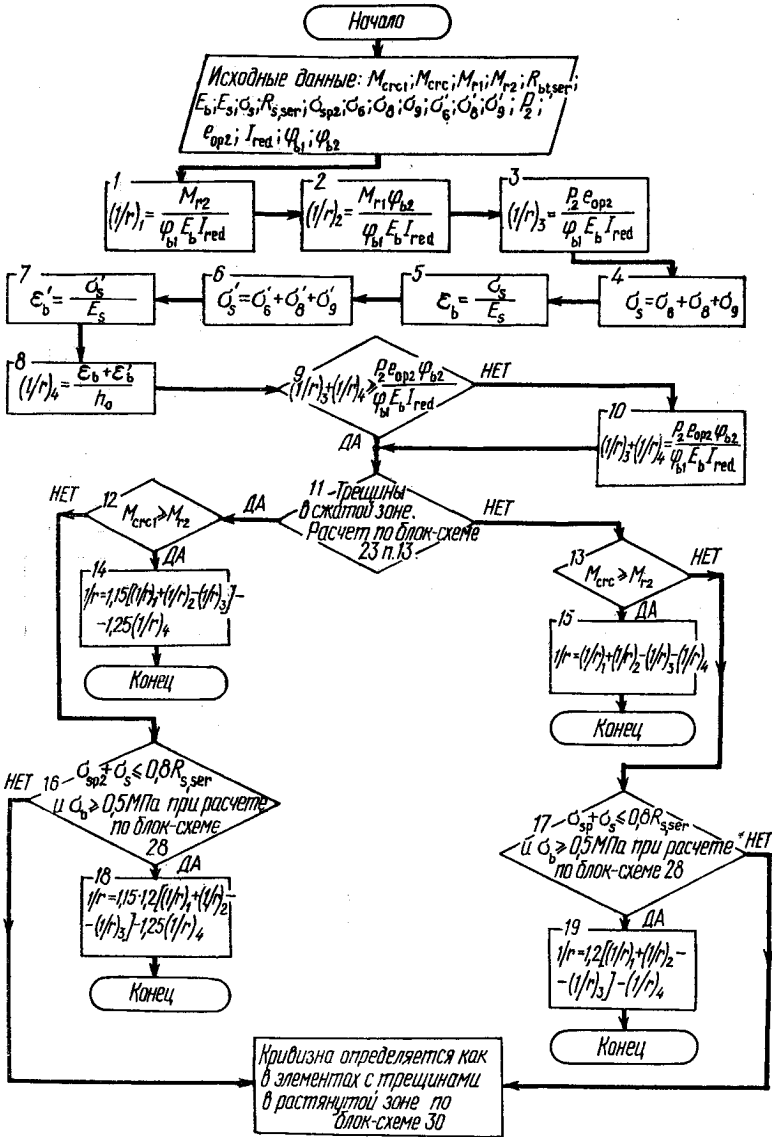 Начало
Исходные данные: M_crc1; M_crc; M_r1; M_r2; R_bt,ser;
E_b; E_s; σ_s; R_s,ser; σ_sp2; σ_6; σ_8; σ_9; σ'_6; σ'_8; σ'_9; P_2;
e_op2; I_red; φ_b1; φ_b2
1
(1/r)_1 = M_r2 / (φ_b1 E_b I_red)
2
(1/r)_2 = M_r1 φ_b2 / (φ_b1 E_b I_red)
3
(1/r)_3 = P_2 e_op2 / (φ_b1 E_b I_red)
7
ε'_b = σ'_s / E_s
6
σ'_s = σ'_6 + σ'_8 + σ'_9
5
ε_b = σ_s / E_s
4
σ_s = σ_6 + σ_8 + σ_9
8
(1/r)_4 = (ε_b + ε'_b) / h_o
9
(1/r)_3 + (1/r)_4 ≥ P_2 e_op2 φ_b2 / (φ_b1 E_b I_red)
НЕТ
10
(1/r)_3 + (1/r)_4 = P_2 e_op2 φ_b2 / (φ_b1 E_b I_red)
ДА
11 Трещины
в сжатой зоне.
Расчет по блок-схеме
23 п.13
ДА
НЕТ
12
M_crc1 ≥ M_r2
НЕТ
ДА
13
M_crc ≥ M_r2
НЕТ
ДА
14
1/r = 1,15[(1/r)_1 + (1/r)_2 – (1/r)_3] –
– 1,25(1/r)_4
Конец
15
1/r = (1/r)_1 + (1/r)_2 – (1/r)_3 – (1/r)_4
Конец
16
σ_sp2 + σ_s ≤ 0,8R_s,ser
и σ_b ≥ 0,5МПа при расчете
по блок-схеме
28
НЕТ
ДА
17
σ_sp + σ_s ≤ 0,8R_s,ser
и σ_b ≥ 0,5МПа при расчете
по блок-схеме 28
НЕТ
ДА
18
1/r = 1,15·1,2[(1/r)_1 + (1/r)_2 –
– (1/r)_3] – 1,25(1/r)_4
Конец
19
1/r = 1,2[(1/r)_1 + (1/r)_2 –
– (1/r)_3] – (1/r)_4
Конец
Кривизна определяется как
в элементах с трещинами
в растянутой зоне по
блок-схеме 30